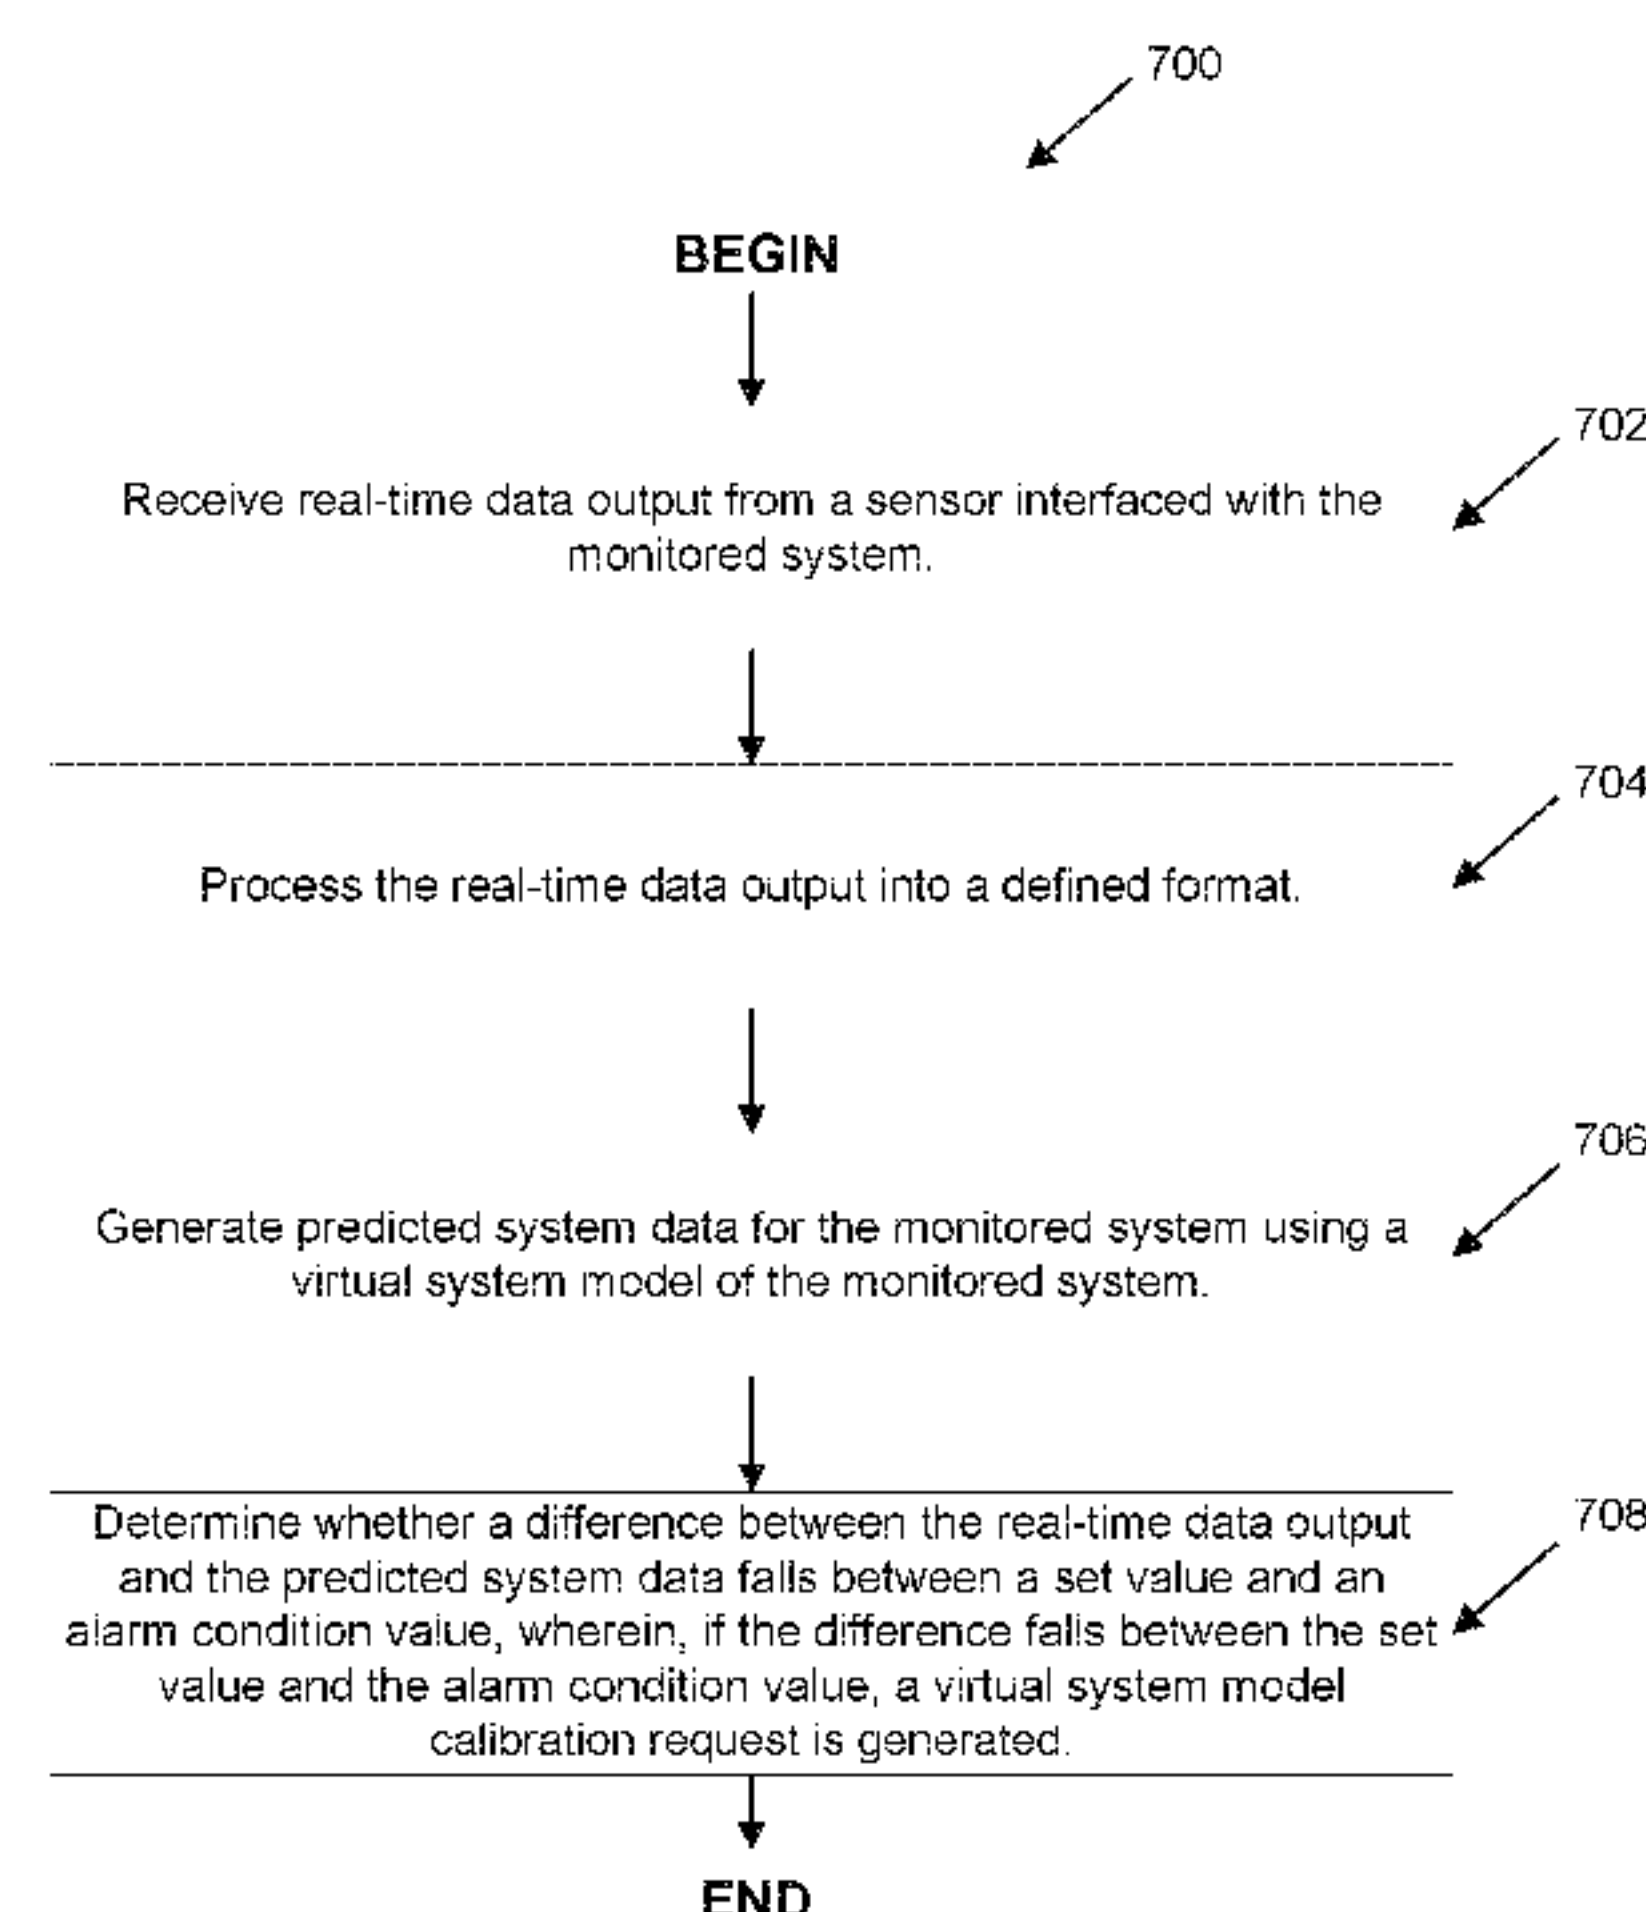 700
BEGIN
702
Receive real-time data output from a sensor interfaced with the
monitored system.
704
Process the real-time data output into a defined format.
706
Generate predicted system data for the monitored system using a
virtual system model of the monitored system.
708
Determine whether a difference between the real-time data output
and the predicted system data falls between a set value and an
alarm condition value, wherein, if the difference falls between the set
value and the alarm condition value, a virtual system model
calibration request is generated.
END